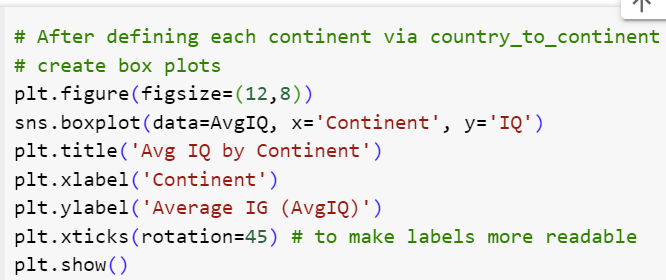 # After defining each continent via country_to_continent
# create box plots
plt.figure(figsize=(12,8))
sns.boxplot(data=AvgIQ, x='Continent', y='IQ')
plt.title('Avg IQ by Continent')
plt.xlabel('Continent')
plt.ylabel('Average IG (AvgIQ)')
plt.xticks(rotation=45) # to make labels more readable
plt.show()